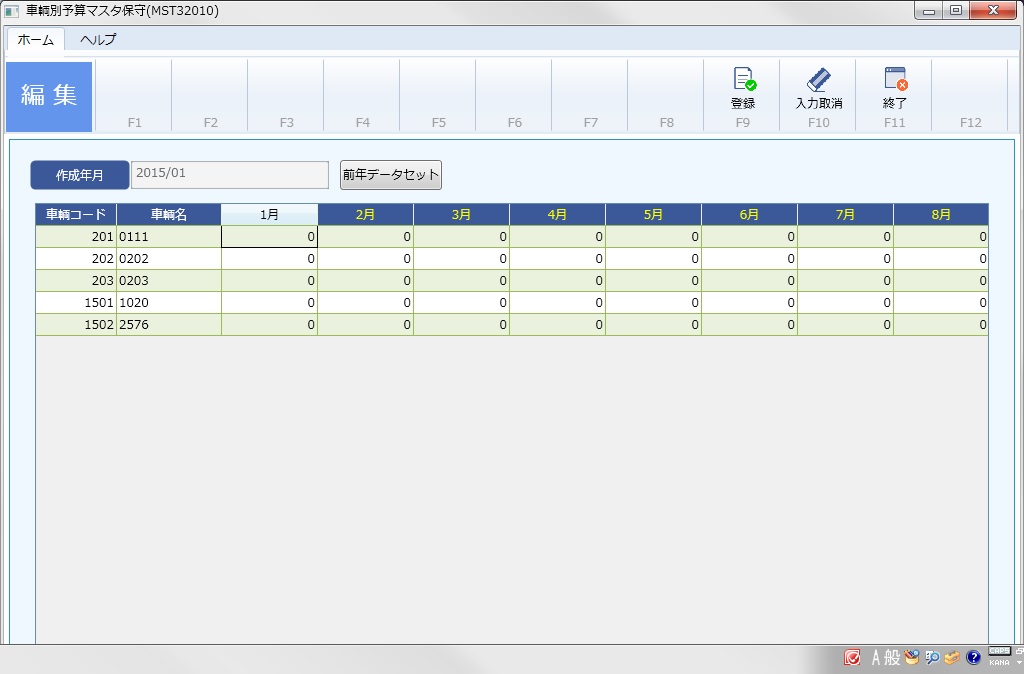 車輌別予算マスタ保守(MST32010)
ホーム ヘルプ
編 集
登録 入力取消 終了
F1 F2 F3 F4 F5 F6 F7 F8 F9 F10 F11 F12
作成年月 2015/01 前年データセット
車輌コード 車輌名 1月 2月 3月 4月 5月 6月 7月 8月
201 0111 0 0 0 0 0 0 0 0
202 0202 0 0 0 0 0 0 0 0
203 0203 0 0 0 0 0 0 0 0
1501 1020 0 0 0 0 0 0 0 0
1502 2576 0 0 0 0 0 0 0 0
A 般 CAPS
KANA